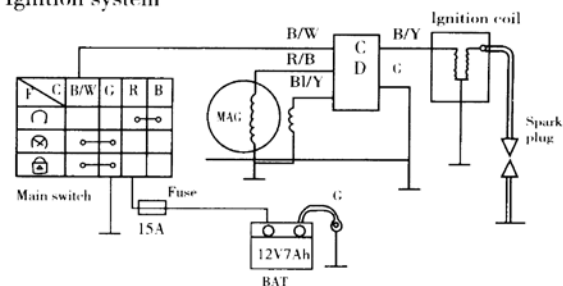 Ignition system
Ignition coil
B/W
B/Y
R/B
C
D
G
Bl/Y
F C B/W G R B
MAG
Spark
plug
Main switch
Fuse
15A
G
12V7Ah
BAT